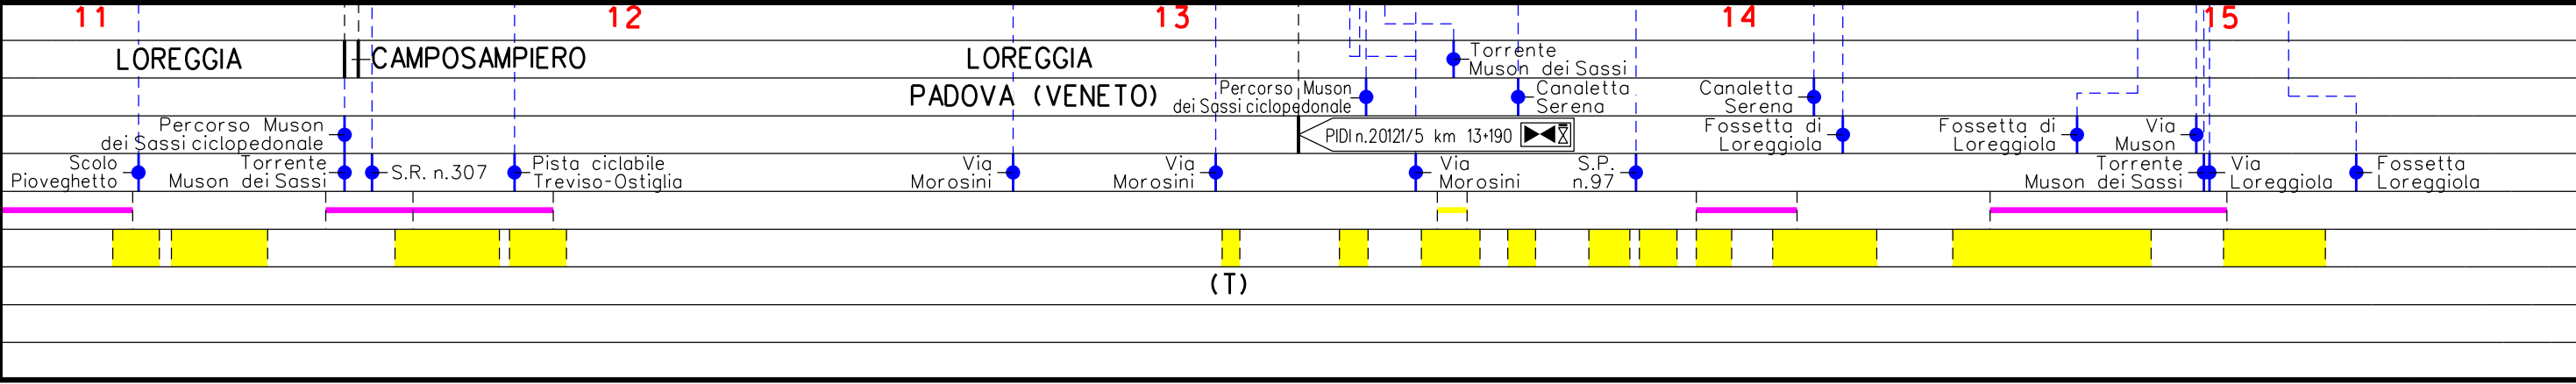 11 12 13 14 15
LOREGGIA CAMPOSAMPIERO LOREGGIA
Torrente
Muson dei Sassi
PADOVA (VENETO)
Percorso Muson
dei Sassi ciclopedonale
Canaletta
Serena
Canaletta
Serena
Percorso Muson
dei Sassi ciclopedonale
PIDI n.20121/5 km 13+190
Fossetta di
Loreggiola
Fossetta di
Loreggiola
Via
Muson
Scolo
Pioveghetto
Torrente
Muson dei Sassi
S.R. n.307
Pista ciclabile
Treviso-Ostiglia
Via
Morosini
Via
Morosini
Via
Morosini
S.P.
n.97
Torrente
Muson dei Sassi
Via
Loreggiola
Fossetta
Loreggiola
(T)